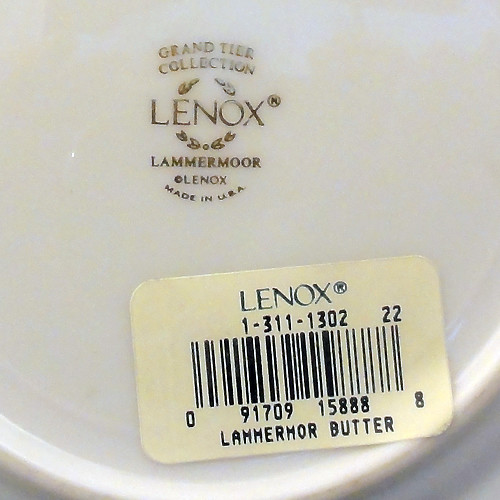 GRAND TIER
COLLECTION
LENOX®
LAMMERMOOR
©LENOX
MADE IN U.S.A.
LENOX®
1-311-1302 22
0 91709 15888 8
LAMMERMOR BUTTER